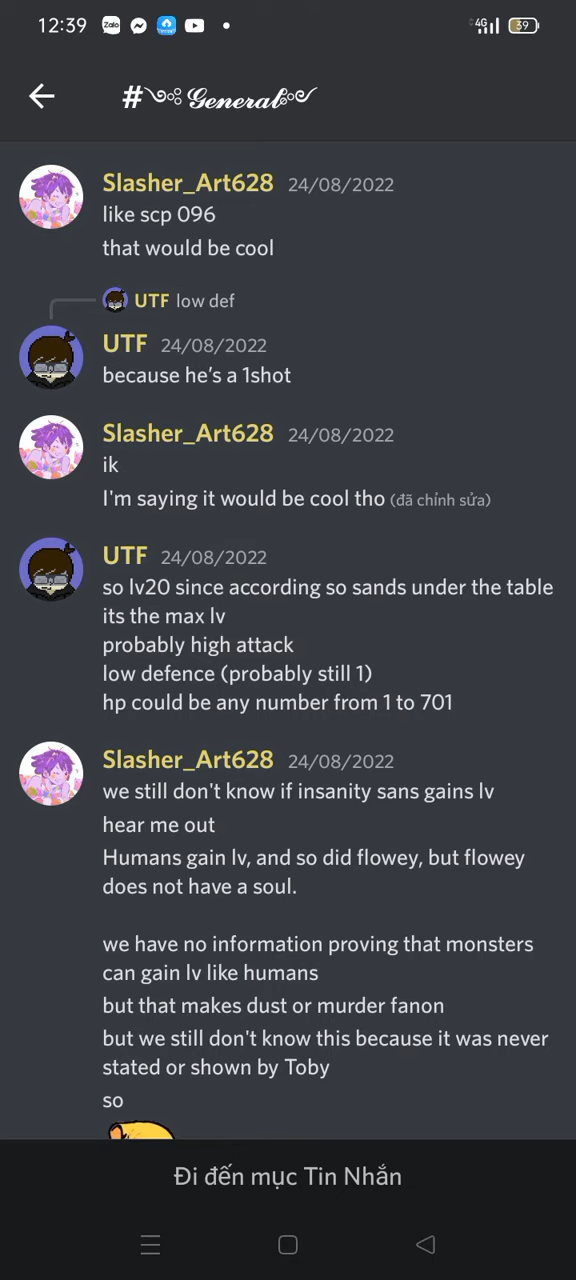 12:39
Zalo
4G
39
# General
Slasher_Art628 24/08/2022
like scp 096
that would be cool
UTF low def
UTF 24/08/2022
because he's a 1shot
Slasher_Art628 24/08/2022
ik
I'm saying it would be cool tho (đã chỉnh sửa)
UTF 24/08/2022
so lv20 since according so sands under the table
its the max lv
probably high attack
low defence (probably still 1)
hp could be any number from 1 to 701
Slasher_Art628 24/08/2022
we still don't know if insanity sans gains lv
hear me out
Humans gain lv, and so did flowey, but flowey
does not have a soul.
we have no information proving that monsters
can gain lv like humans
but that makes dust or murder fanon
but we still don't know this because it was never
stated or shown by Toby
so
Đi đến mục Tin Nhắn